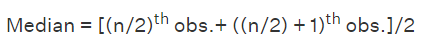 Median = [(n/2)ᵗʰ obs.+ ((n/2) + 1)ᵗʰ obs.]/2